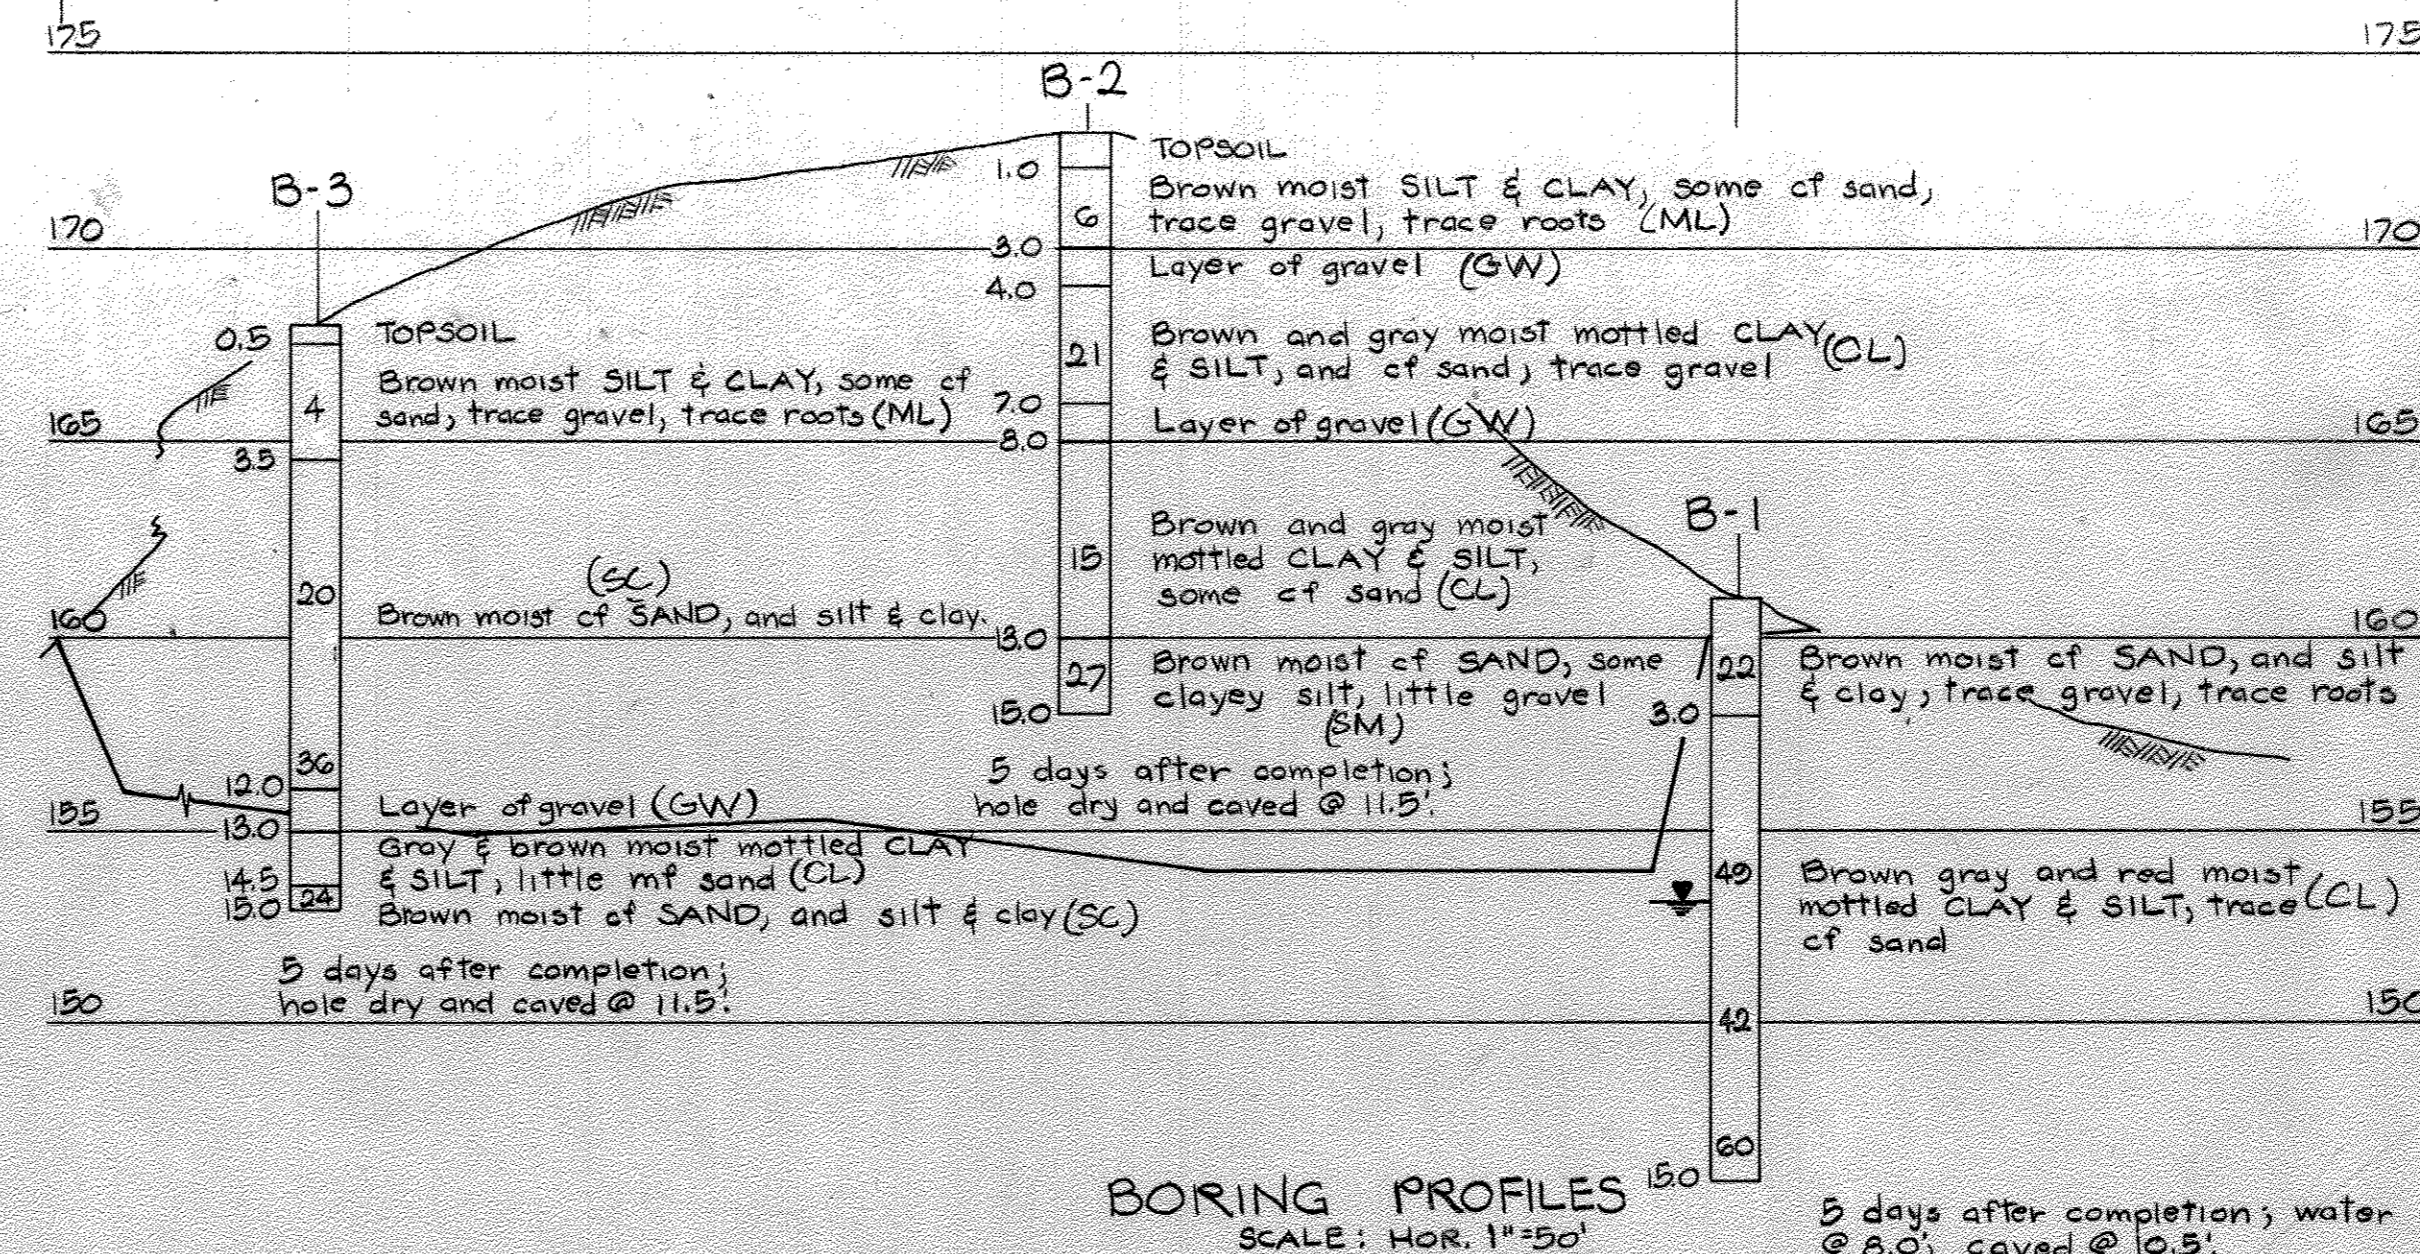 175
175
B-2
B-3
TOPSOIL
1.0
Brown moist SILT & CLAY, some cf sand,
6
trace gravel, trace roots (ML)
170
170
3.0
Layer of gravel (GW)
4.0
0.5
TOPSOIL
Brown and gray moist mottled CLAY (CL)
21
& SILT, and cf sand, trace gravel
Brown moist SILT & CLAY, some cf
4
sand, trace gravel, trace roots (ML)
7.0
165
165
Layer of gravel (GW)
8.0
3.5
B-1
Brown and gray moist
15
mottled CLAY & SILT,
some cf sand (CL)
20
(SC)
Brown moist cf SAND, and silt & clay.
160
160
13.0
27
Brown moist cf SAND, some
clayey silt, little gravel
(SM)
15.0
22
Brown moist cf SAND, and silt
& clay, trace gravel, trace roots
3.0
36
12.0
5 days after completion;
hole dry and caved @ 11.5'.
Layer of gravel (GW)
155
155
13.0
Gray & brown moist mottled CLAY
& SILT, little mf sand (CL)
14.5
24
15.0
Brown moist cf SAND, and silt & clay (SC)
49
Brown gray and red moist
mottled CLAY & SILT, trace (CL)
cf sand
5 days after completion;
hole dry and caved @ 11.5'.
150
150
42
60
15.0
BORING PROFILES
SCALE: HOR. 1"=50'
5 days after completion; water
@ 8.0', caved @ 10.5'.